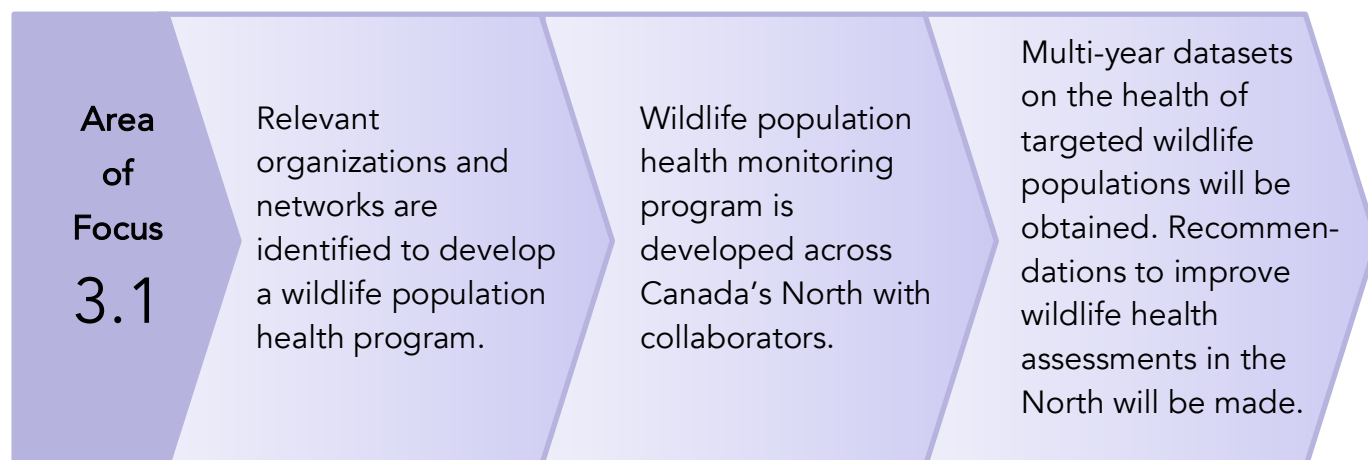 Area
of
Focus
3.1
Relevant
organizations and
networks are
identified to develop
a wildlife population
health program.
Wildlife population
health monitoring
program is
developed across
Canada's North with
collaborators.
Multi-year datasets
on the health of
targeted wildlife
populations will be
obtained. Recommen-
dations to improve
wildlife health
assessments in the
North will be made.